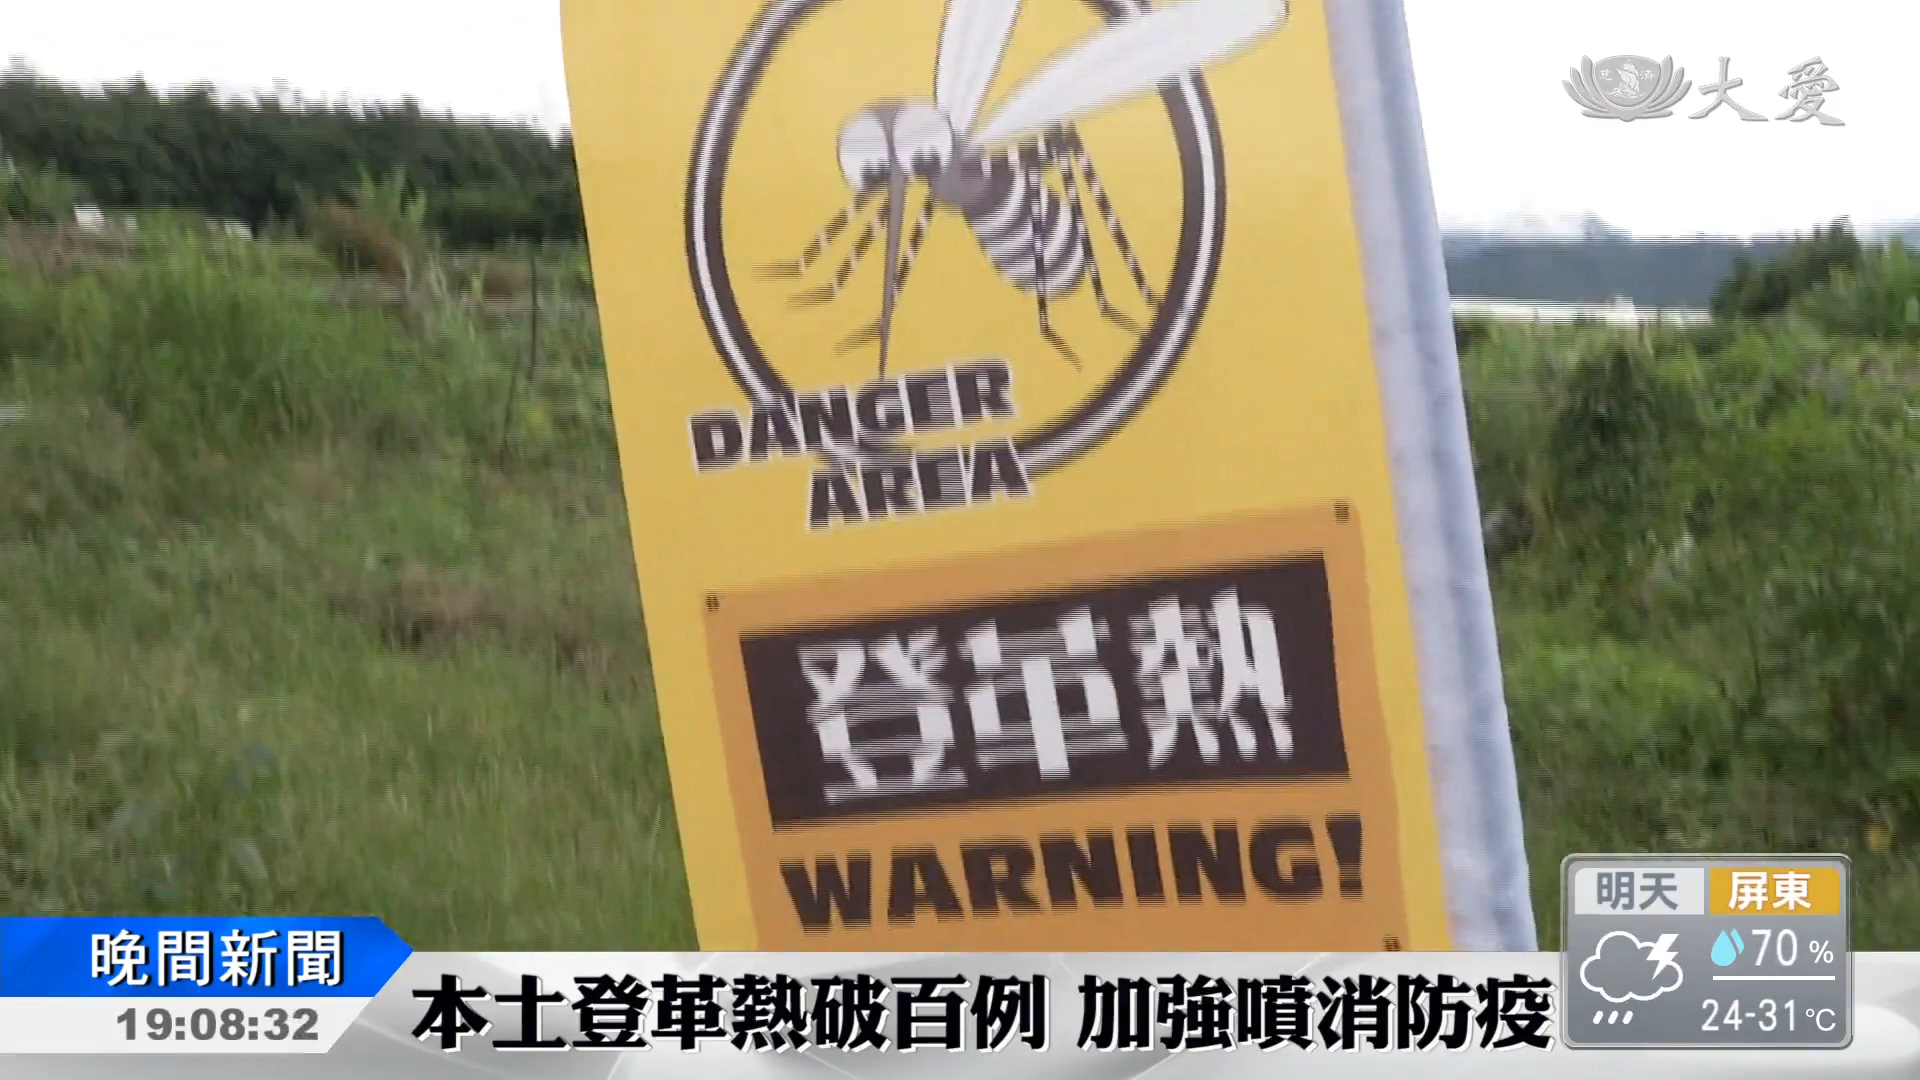 大愛
DANGER
AREA
登革熱
WARNING!
明天 屏東
70 %
24-31°C
晚間新聞
19:08:32
本土登革熱破百例 加強噴消防疫